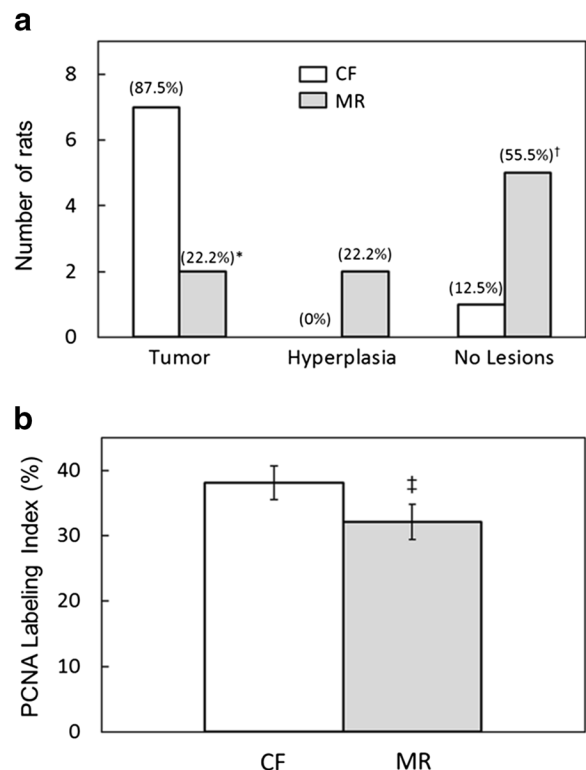 a
8
6
4
2
0
Number of rats
CF
MR
(87.5%)
(22.2%)*
(0%)
(22.2%)
(12.5%)
(55.5%)†
Tumor Hyperplasia No Lesions
b
40
30
20
10
0
PCNA Labeling Index (%)
‡
CF MR